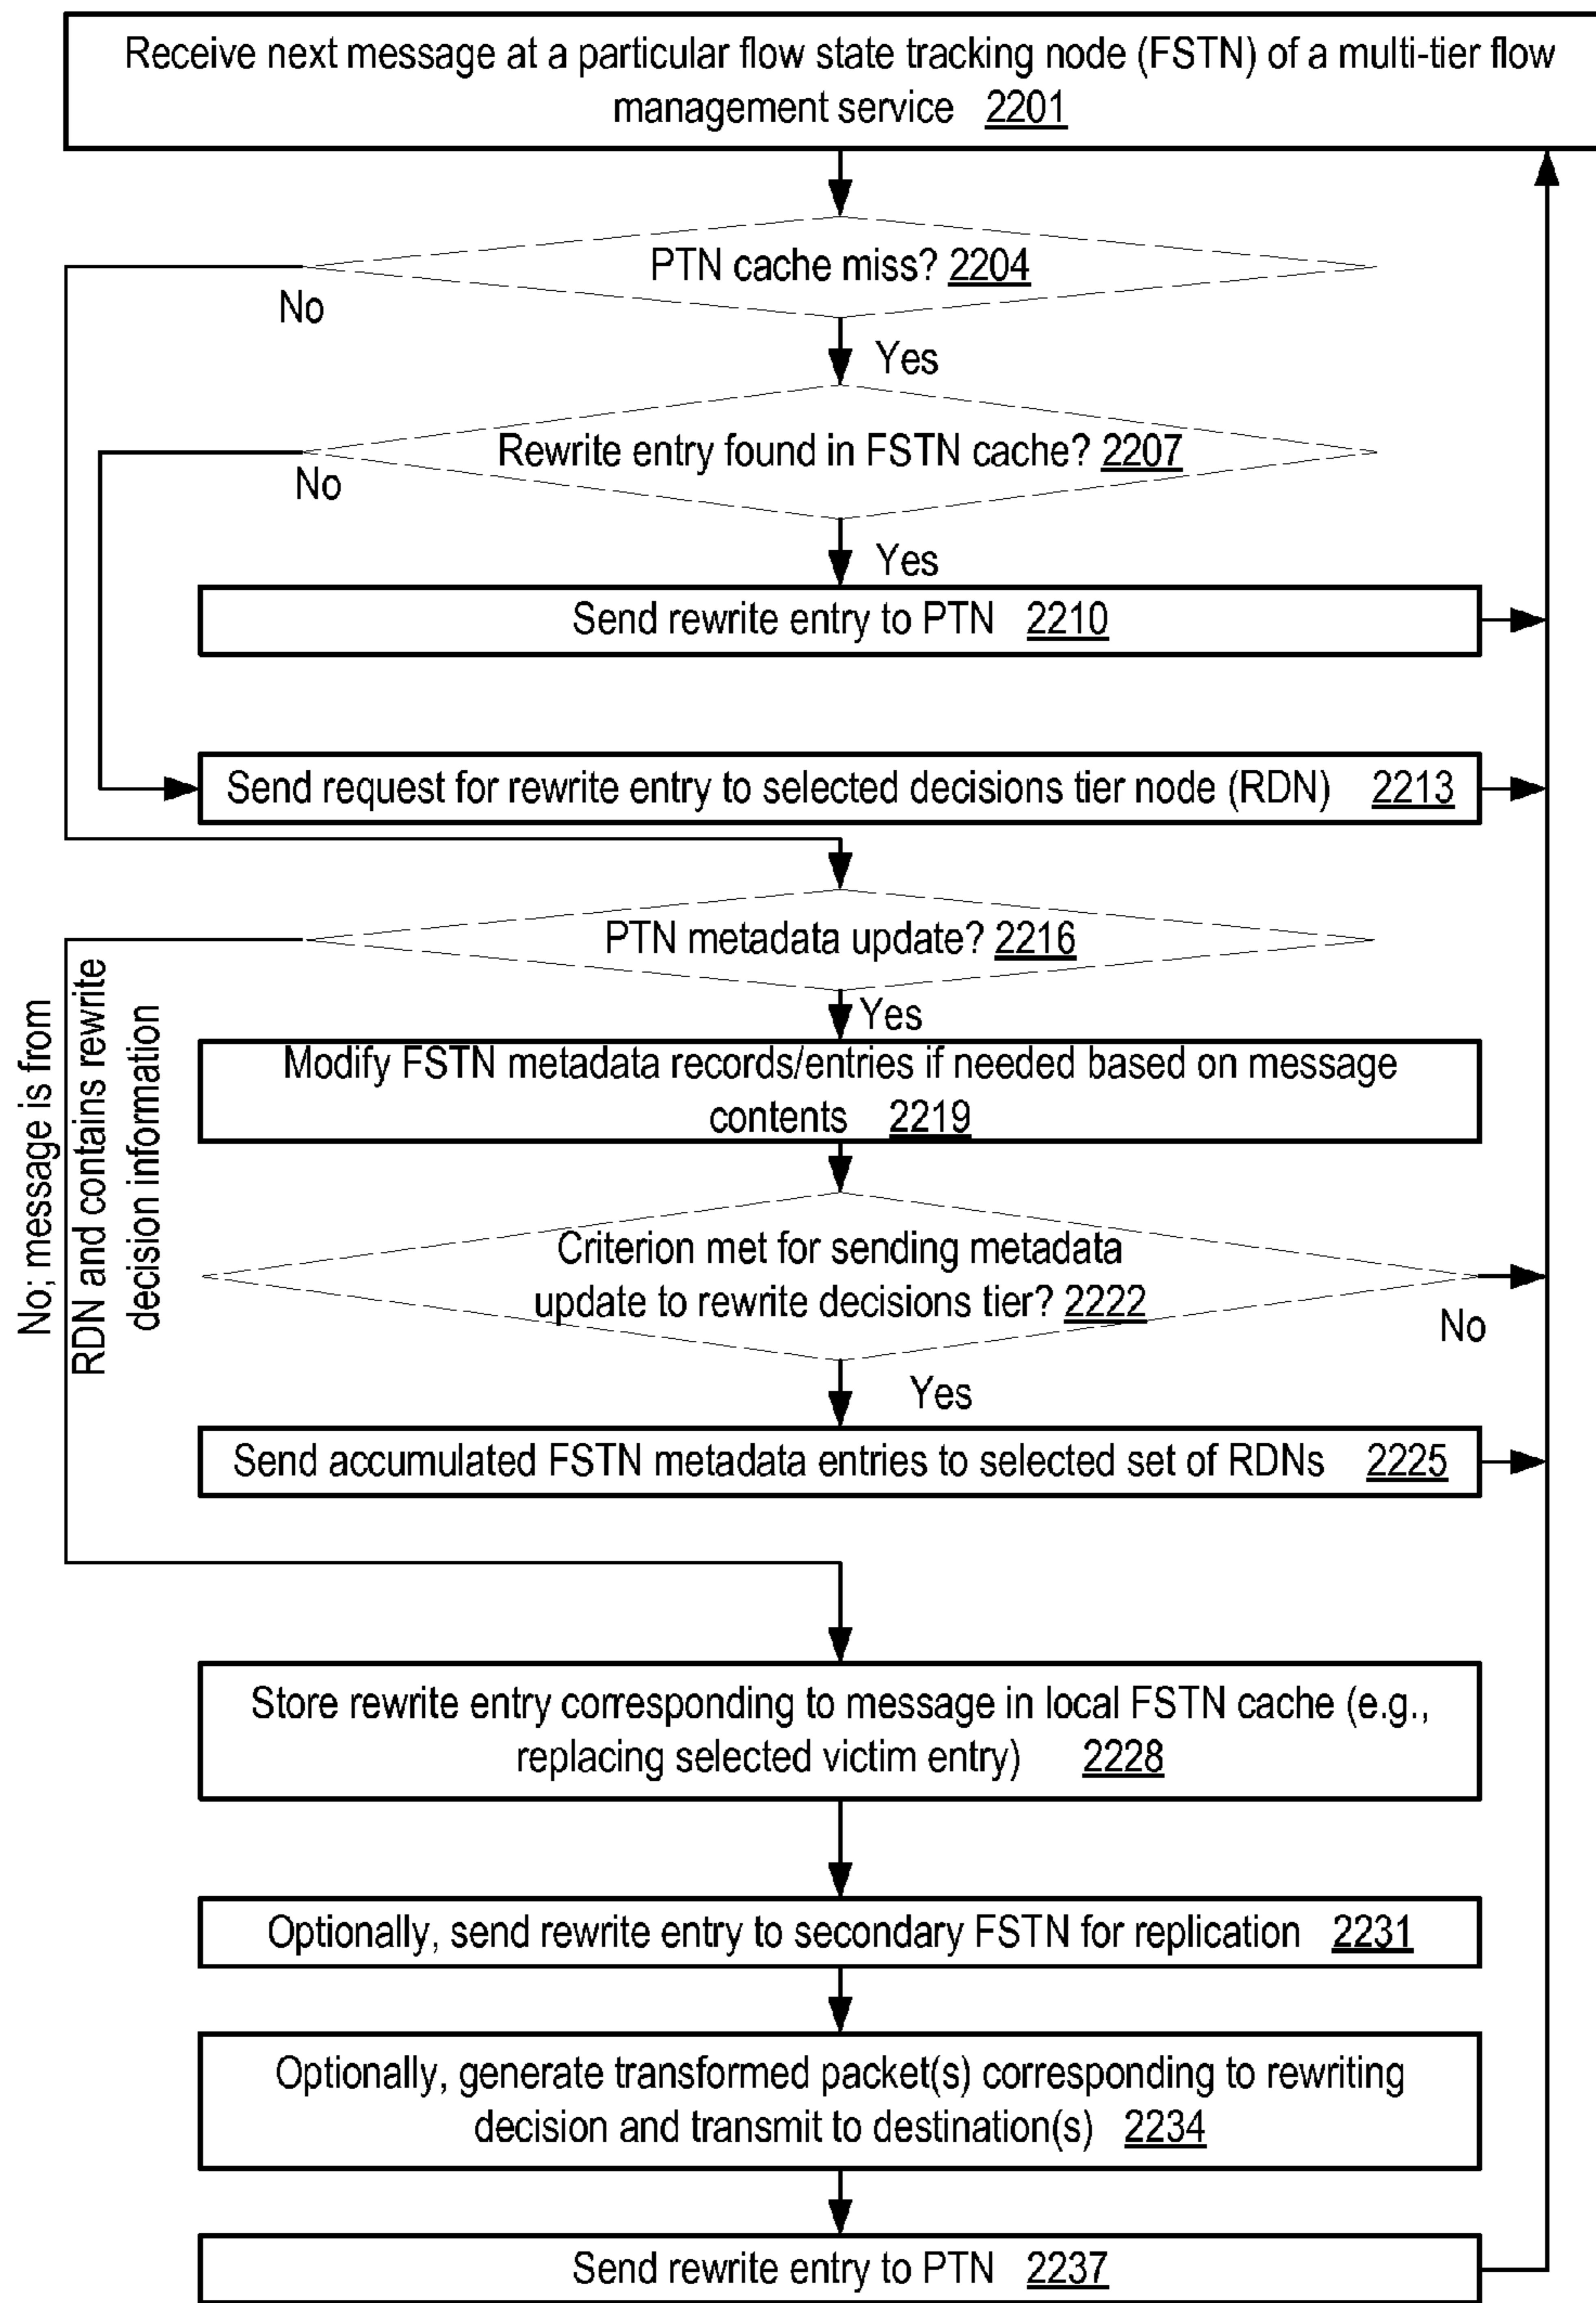 Receive next message at a particular flow state tracking node (FSTN) of a multi-tier flow
management service 2201
PTN cache miss? 2204
No
Yes
Rewrite entry found in FSTN cache? 2207
No
Yes
Send rewrite entry to PTN 2210
Send request for rewrite entry to selected decisions tier node (RDN) 2213
PTN metadata update? 2216
No; message is from
RDN and contains rewrite
decision information
Yes
Modify FSTN metadata records/entries if needed based on message
contents 2219
Criterion met for sending metadata
update to rewrite decisions tier? 2222
No
Yes
Send accumulated FSTN metadata entries to selected set of RDNs 2225
Store rewrite entry corresponding to message in local FSTN cache (e.g.,
replacing selected victim entry) 2228
Optionally, send rewrite entry to secondary FSTN for replication 2231
Optionally, generate transformed packet(s) corresponding to rewriting
decision and transmit to destination(s) 2234
Send rewrite entry to PTN 2237